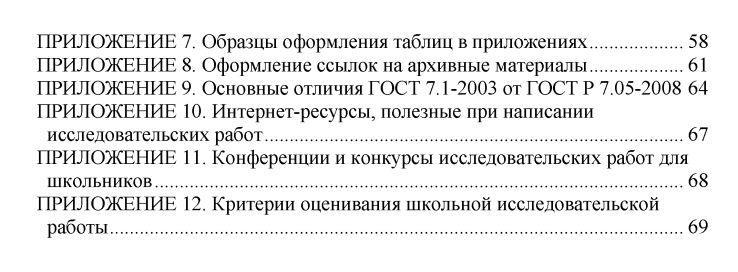 ПРИЛОЖЕНИЕ 7. Образцы оформления таблиц в приложениях.................... 58
ПРИЛОЖЕНИЕ 8. Оформление ссылок на архивные материалы.................... 61
ПРИЛОЖЕНИЕ 9. Основные отличия ГОСТ 7.1-2003 от ГОСТ Р 7.05-2008 64
ПРИЛОЖЕНИЕ 10. Интернет-ресурсы, полезные при написании
исследовательских работ.................................................................................. 67
ПРИЛОЖЕНИЕ 11. Конференции и конкурсы исследовательских работ для
школьников........................................................................................................ 68
ПРИЛОЖЕНИЕ 12. Критерии оценивания школьной исследовательской
работы................................................................................................................ 69